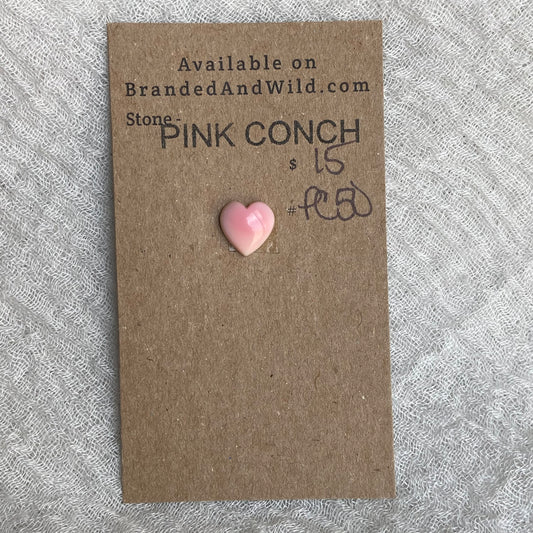 Available on
BrandedAndWild.com
Stone - PINK CONCH
$ 15
# PC50